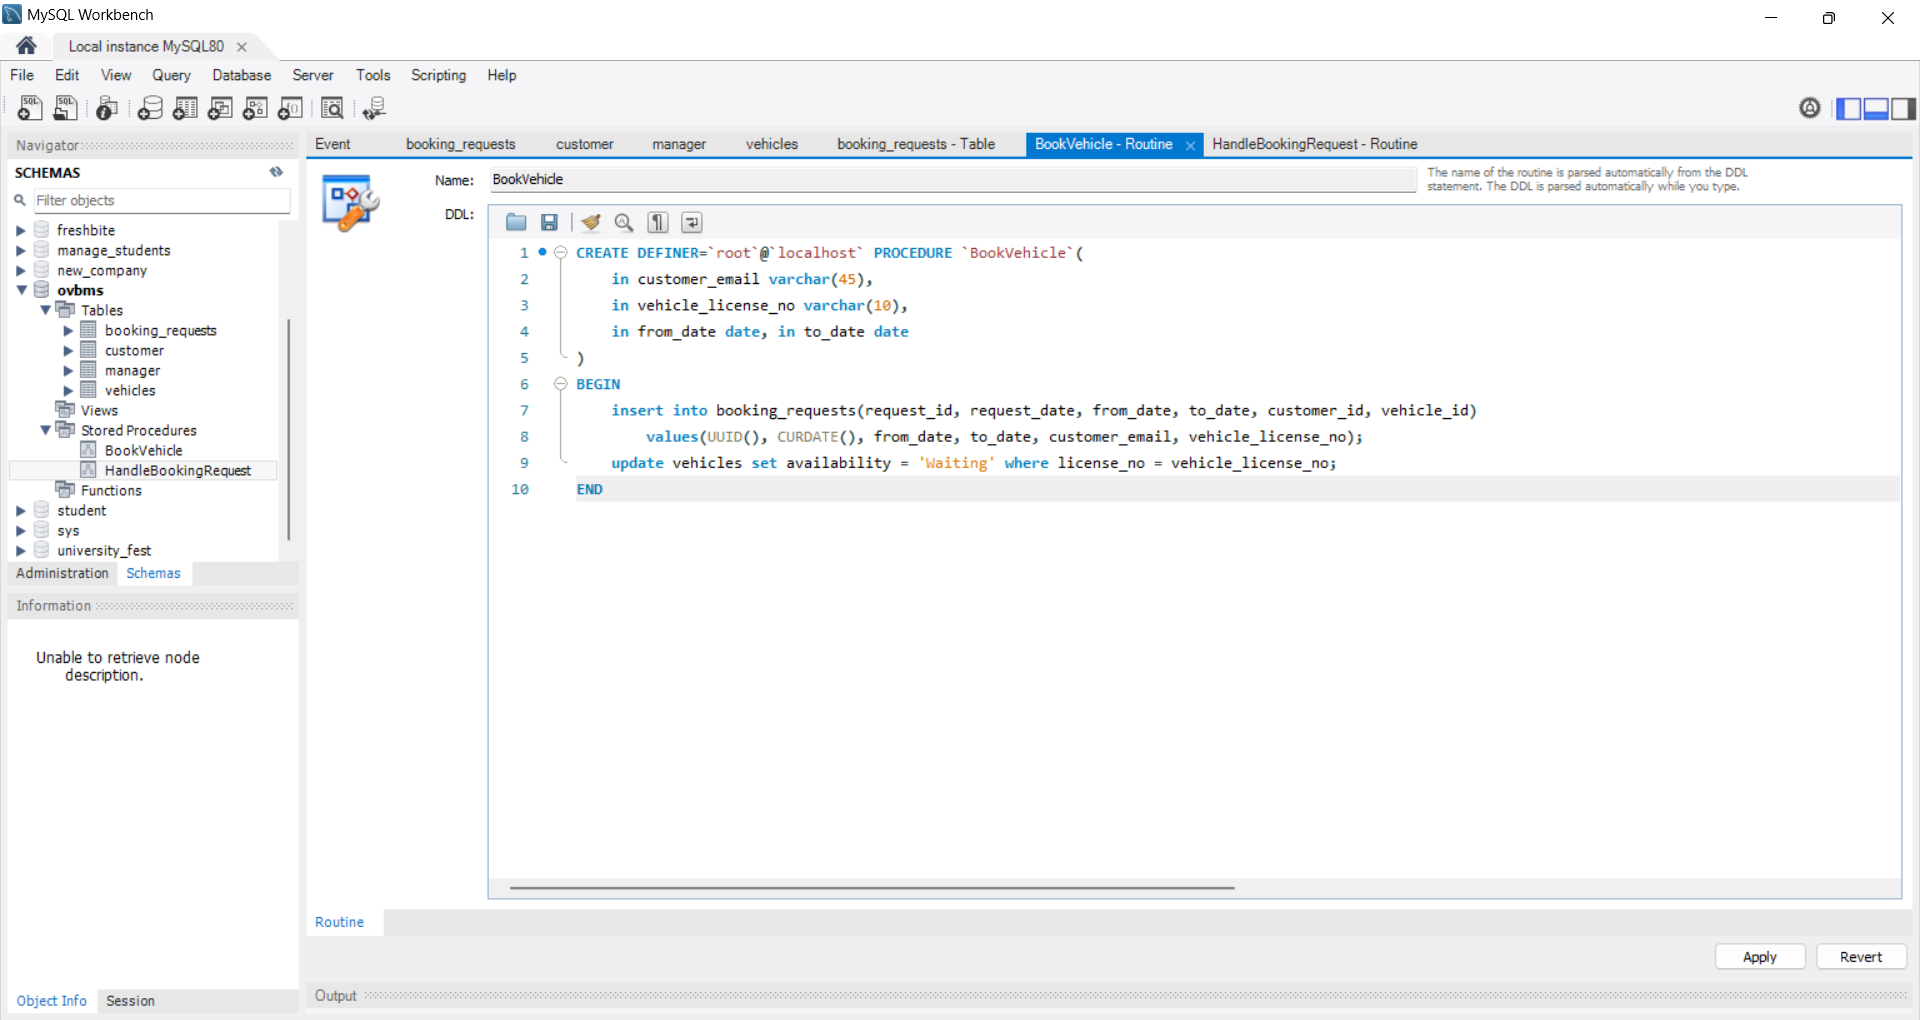 MySQL Workbench
Local instance MySQL80
File Edit View Query Database Server Tools Scripting Help
Navigator
SCHEMAS
Filter objects
freshbite
manage_students
new_company
ovbms
Tables
booking_requests
customer
manager
vehicles
Views
Stored Procedures
BookVehicle
HandleBookingRequest
Functions
student
sys
university_fest
Administration Schemas
Information
Unable to retrieve node
description.
Object Info Session
Event booking_requests customer manager vehicles booking_requests - Table BookVehicle - Routine HandleBookingRequest - Routine
Name: BookVehicle
The name of the routine is parsed automatically from the DDL
statement. The DDL is parsed automatically while you type.
DDL:
1 CREATE DEFINER=`root`@`localhost` PROCEDURE `BookVehicle`(
2 in customer_email varchar(45),
3 in vehicle_license_no varchar(10),
4 in from_date date, in to_date date
5 )
6 BEGIN
7 insert into booking_requests(request_id, request_date, from_date, to_date, customer_id, vehicle_id)
8 values(UUID(), CURDATE(), from_date, to_date, customer_email, vehicle_license_no);
9 update vehicles set availability = 'Waiting' where license_no = vehicle_license_no;
10 END
Routine
Apply Revert
Output